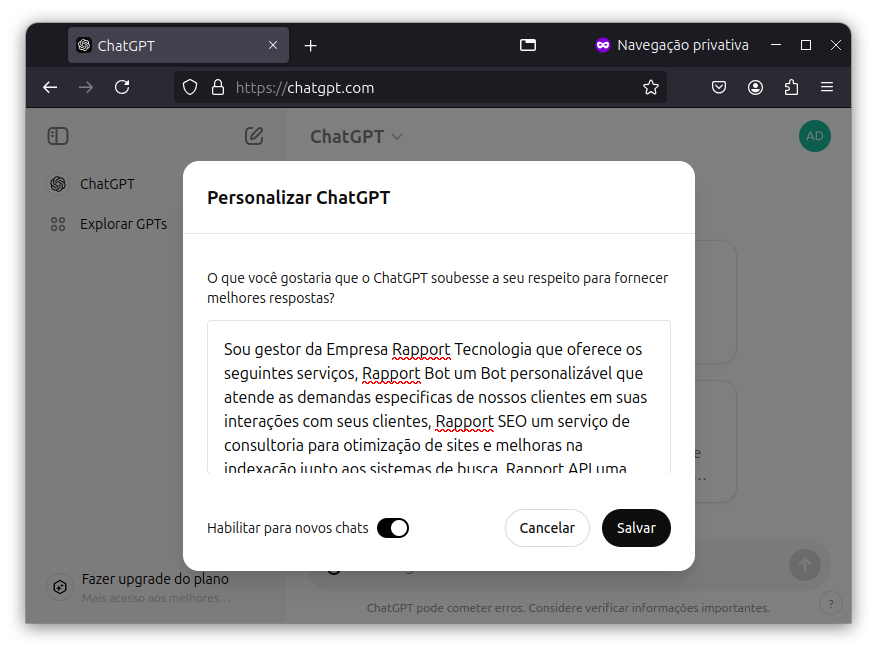 ChatGPT
Navegação privativa
https://chatgpt.com
ChatGPT
AD
ChatGPT
Explorar GPTs
Personalizar ChatGPT
O que você gostaria que o ChatGPT soubesse a seu respeito para fornecer
melhores respostas?
Sou gestor da Empresa Rapport Tecnologia que oferece os
seguintes serviços, Rapport Bot um Bot personalizável que
atende as demandas especificas de nossos clientes em suas
interações com seus clientes, Rapport SEO um serviço de
consultoria para otimização de sites e melhoras na
indexação junto aos sistemas de busca, Rapport API uma
Habilitar para novos chats
Cancelar
Salvar
Fazer upgrade do plano
Mais acesso aos melhores...
ChatGPT pode cometer erros. Considere verificar informações importantes.
?